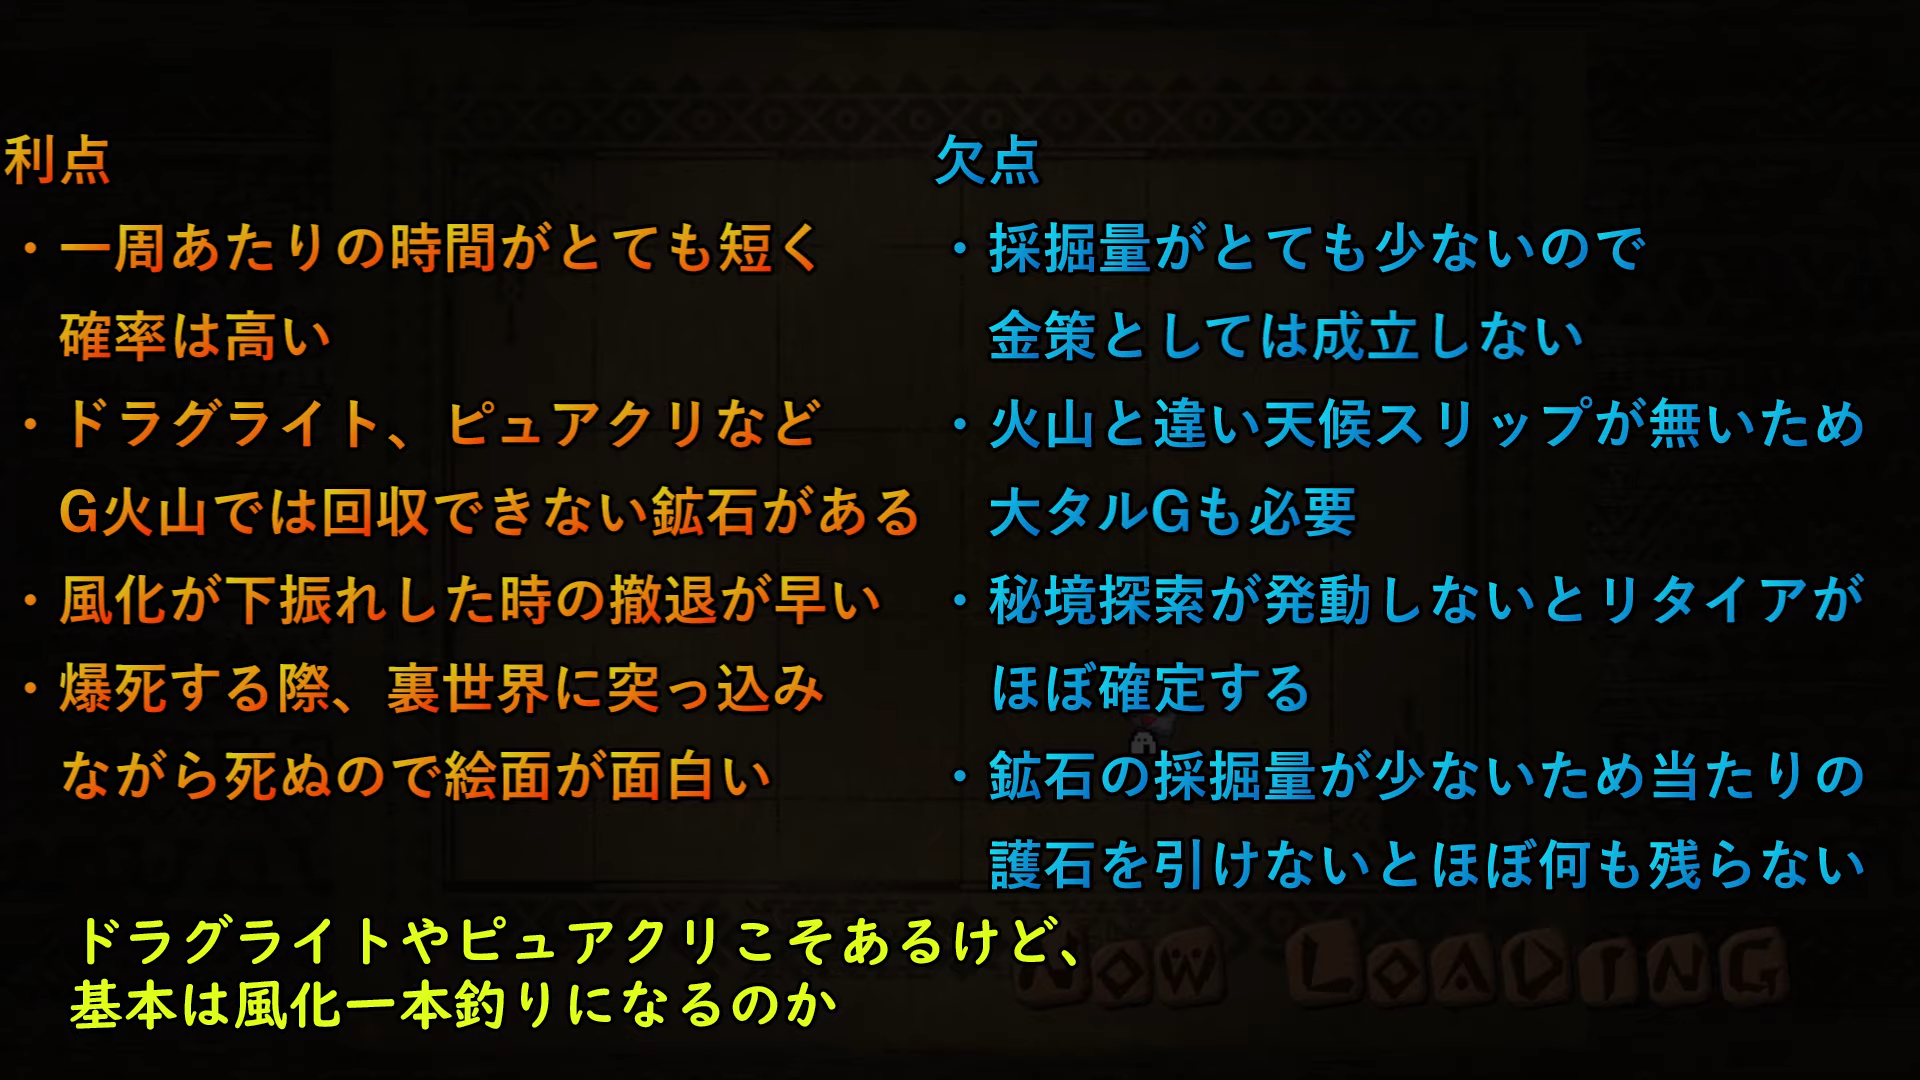 利点
・一周あたりの時間がとても短く
確率は高い
・ドラグライト、ピュアクリなど
G火山では回収できない鉱石がある
・風化が下振れした時の撤退が早い
・爆死する際、裏世界に突っ込み
ながら死ぬので絵面が面白い
欠点
・採掘量がとても少ないので
金策としては成立しない
・火山と違い天候スリップが無いため
大タルGも必要
・秘境探索が発動しないとリタイアが
ほぼ確定する
・鉱石の採掘量が少ないため当たりの
護石を引けないとほぼ何も残らない
ドラグライトやピュアクリこそあるけど、
基本は風化一本釣りになるのか
NOW LOADING